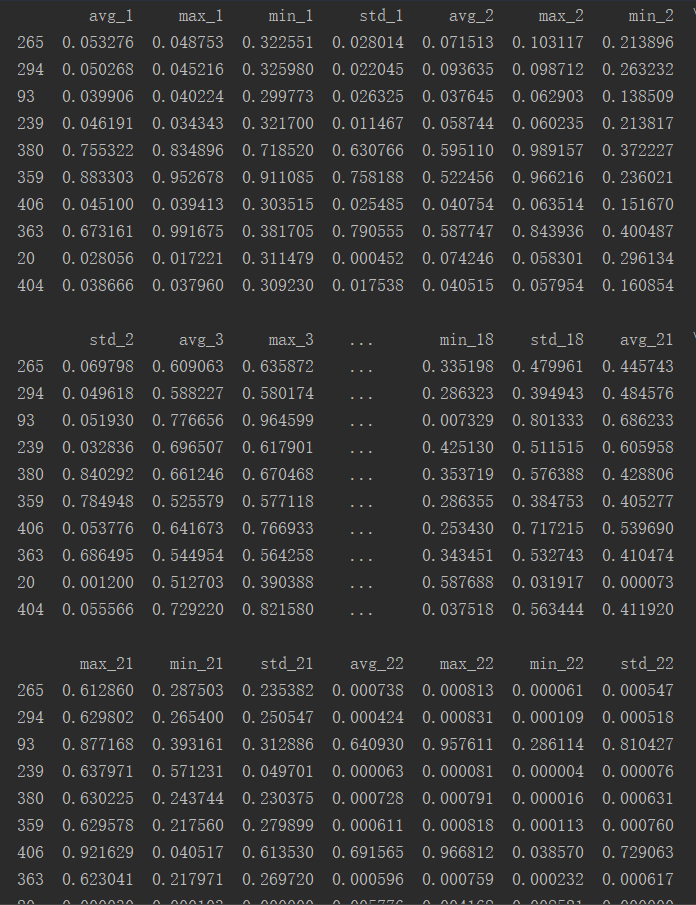 avg_1 max_1 min_1 std_1 avg_2 max_2 min_2 \
265 0.053276 0.048753 0.322551 0.028014 0.071513 0.103117 0.213896
294 0.050268 0.045216 0.325980 0.022045 0.093635 0.098712 0.263232
93 0.039906 0.040224 0.299773 0.026325 0.037645 0.062903 0.138509
239 0.046191 0.034343 0.321700 0.011467 0.058744 0.060235 0.213817
380 0.755322 0.834896 0.718520 0.630766 0.595110 0.989157 0.372227
359 0.883303 0.952678 0.911085 0.758188 0.522456 0.966216 0.236021
406 0.045100 0.039413 0.303515 0.025485 0.040754 0.063514 0.151670
363 0.673161 0.991675 0.381705 0.790555 0.587747 0.843936 0.400487
20 0.028056 0.017221 0.311479 0.000452 0.074246 0.058301 0.296134
404 0.038666 0.037960 0.309230 0.017538 0.040515 0.057954 0.160854
std_2 avg_3 max_3 ... min_18 std_18 avg_21 \
265 0.069798 0.609063 0.635872 ... 0.335198 0.479961 0.445743
294 0.049618 0.588227 0.580174 ... 0.286323 0.394943 0.484576
93 0.051930 0.776656 0.964599 ... 0.007329 0.801333 0.686233
239 0.032836 0.696507 0.617901 ... 0.425130 0.511515 0.605958
380 0.840292 0.661246 0.670468 ... 0.353719 0.576388 0.428806
359 0.784948 0.525579 0.577118 ... 0.286355 0.384753 0.405277
406 0.053776 0.641673 0.766933 ... 0.253430 0.717215 0.539690
363 0.686495 0.544954 0.564258 ... 0.343451 0.532743 0.410474
20 0.001200 0.512703 0.390388 ... 0.587688 0.031917 0.000073
404 0.055566 0.729220 0.821580 ... 0.037518 0.563444 0.411920
max_21 min_21 std_21 avg_22 max_22 min_22 std_22
265 0.612860 0.287503 0.235382 0.000738 0.000813 0.000061 0.000547
294 0.629802 0.265400 0.250547 0.000424 0.000831 0.000109 0.000518
93 0.877168 0.393161 0.312886 0.640930 0.957611 0.286114 0.810427
239 0.637971 0.571231 0.049701 0.000063 0.000081 0.000004 0.000076
380 0.630225 0.243744 0.230375 0.000728 0.000791 0.000016 0.000631
359 0.629578 0.217560 0.279899 0.000611 0.000818 0.000113 0.000760
406 0.921629 0.040517 0.613530 0.691565 0.966812 0.038570 0.729063
363 0.623041 0.217971 0.269720 0.000596 0.000759 0.000232 0.000617